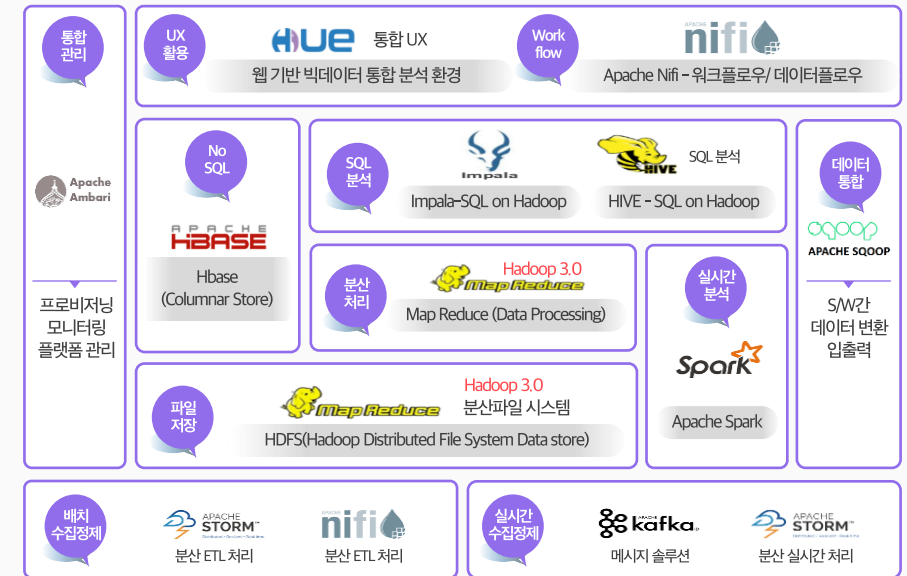 통합
관리
Apache
Ambari
프로비저닝
모니터링
플랫폼 관리
UX
활용
HUE 통합 UX
웹 기반 빅데이터 통합 분석 환경
Work
flow
APACHE
nifi
Apache Nifi – 워크플로우/ 데이터플로우
No
SQL
APACHE
HBASE
Hbase
(Columnar Store)
SQL
분석
Impala
Impala-SQL on Hadoop
HIVE SQL 분석
HIVE - SQL on Hadoop
데이터
통합
sqoop
APACHE SQOOP
S/W간
데이터 변환
입출력
분산
처리
Hadoop 3.0
Map Reduce
Map Reduce (Data Processing)
실시간
분석
Spark
Apache Spark
파일
저장
Hadoop 3.0
Map Reduce 분산파일 시스템
HDFS(Hadoop Distributed File System Data store)
배치
수집정제
APACHE
STORM™
분산 ETL 처리
nifi
분산 ETL 처리
실시간
수집정제
APACHE
kafka
메시지 솔루션
APACHE
STORM™
분산 실시간 처리